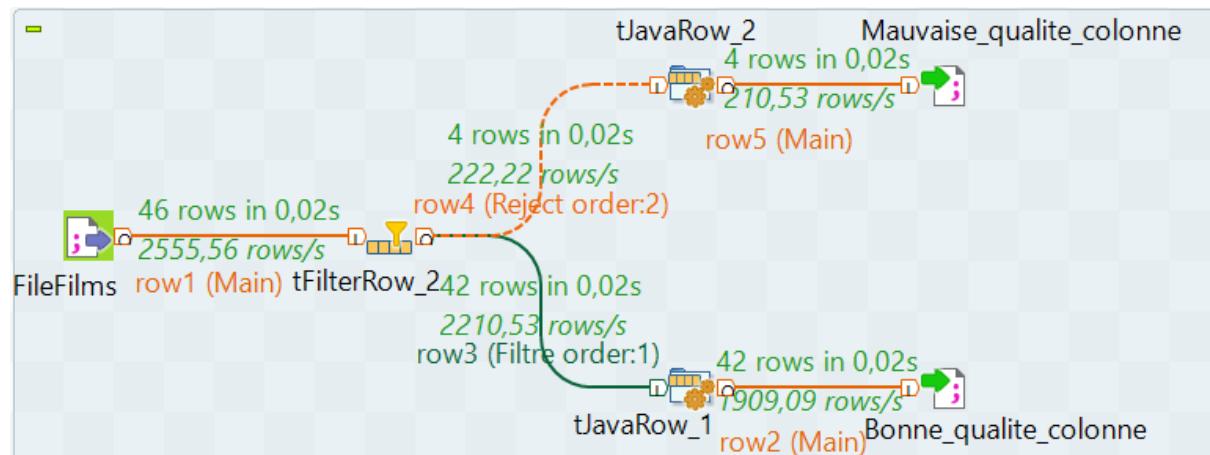 tJavaRow_2
Mauvaise_qualite_colonne
4 rows in 0,02s
210,53 rows/s
row5 (Main)
4 rows in 0,02s
222,22 rows/s
row4 (Reject order:2)
46 rows in 0,02s
2555,56 rows/s
FileFilms
row1 (Main)
tFilterRow_2
42 rows in 0,02s
2210,53 rows/s
row3 (Filtre order:1)
42 rows in 0,02s
1909,09 rows/s
tJavaRow_1
row2 (Main)
Bonne_qualite_colonne